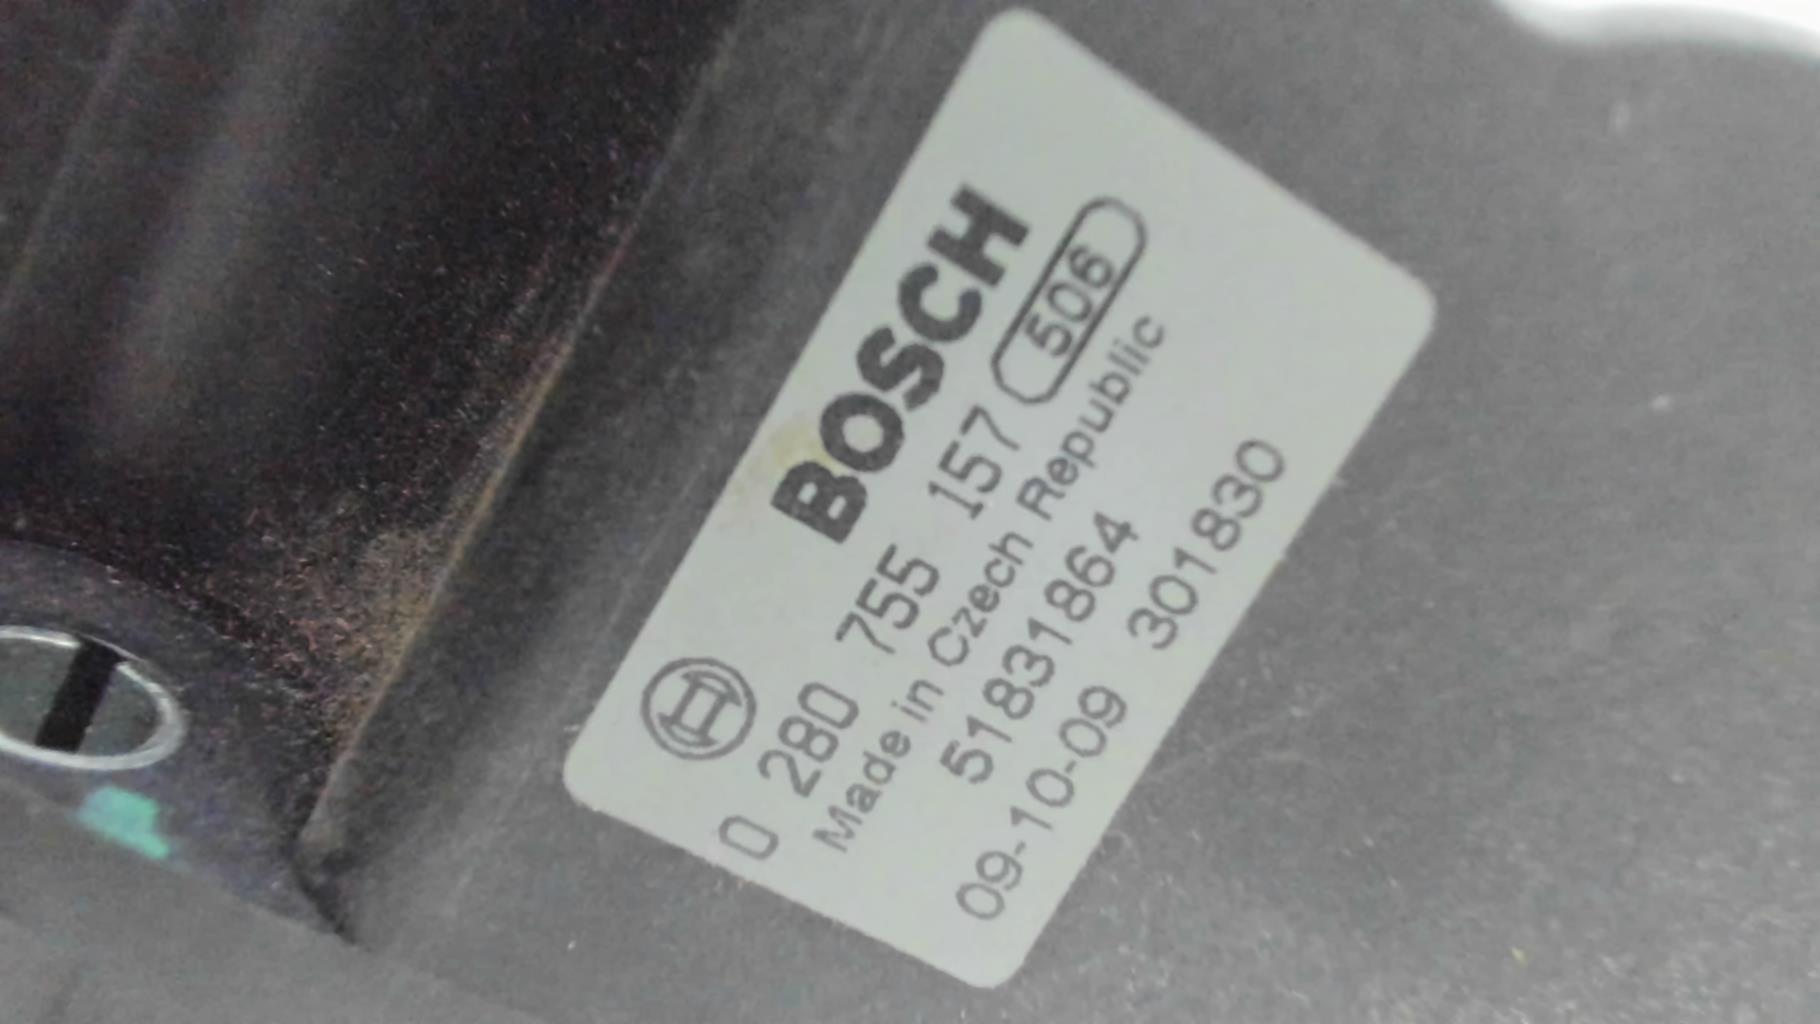 BOSCH
0 280 755 157 506
Made in Czech Republic
51831864
09-10-09 301830